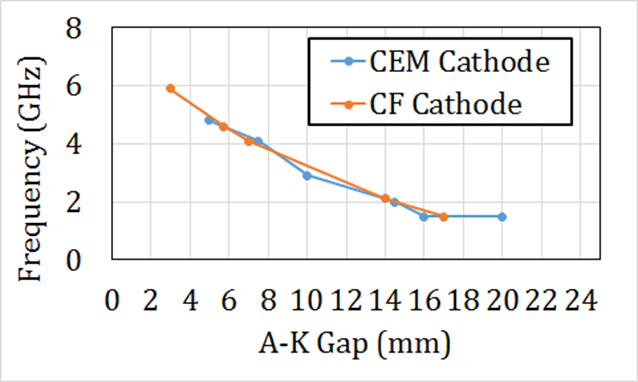 8
6
4
2
0
Frequency (GHz)
CEM Cathode
CF Cathode
0 2 4 6 8 10 12 14 16 18 20 22 24
A-K Gap (mm)